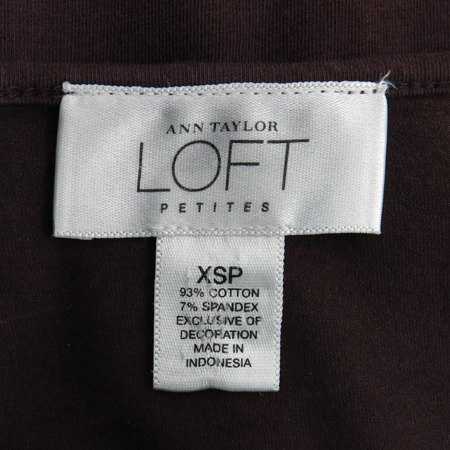 ANN TAYLOR
LOFT
PETITES
XSP
93% COTTON
7% SPANDEX
EXCLUSIVE OF
DECORATION
MADE IN
INDONESIA